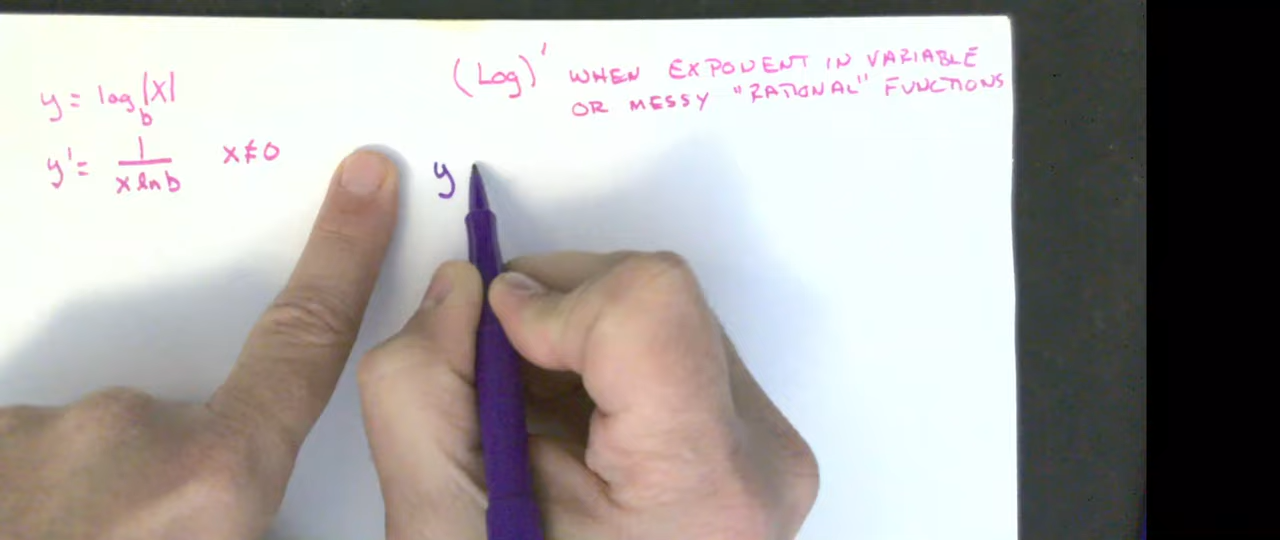 y = log_b |x|
y' = 1/(x ln b)   x ≠ 0
(Log)' WHEN EXPONENT IN VARIABLE
OR MESSY "RATIONAL" FUNCTIONS
y